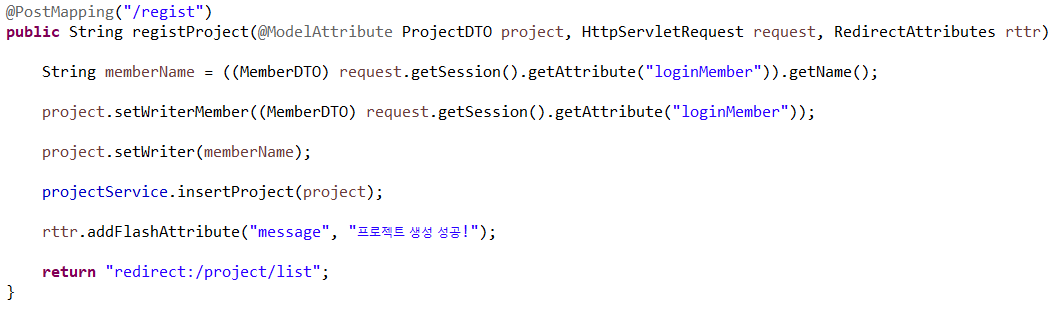 @PostMapping("/regist")
public String registProject(@ModelAttribute ProjectDTO project, HttpServletRequest request, RedirectAttributes rttr)
String memberName = ((MemberDTO) request.getSession().getAttribute("loginMember")).getName();
project.setWriterMember((MemberDTO) request.getSession().getAttribute("loginMember"));
project.setWriter(memberName);
projectService.insertProject(project);
rttr.addFlashAttribute("message", "프로젝트 생성 성공!");
return "redirect:/project/list";
}